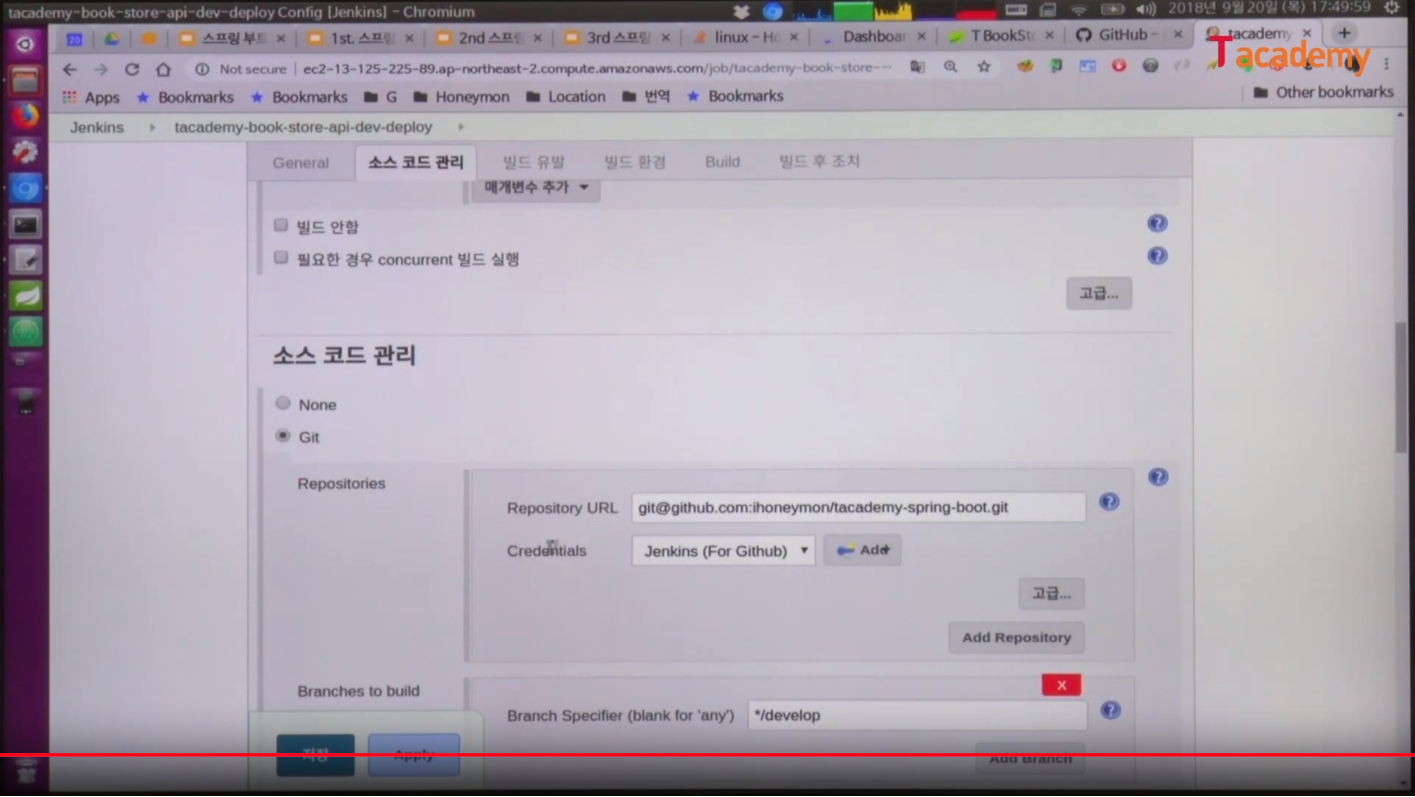 tacademy-book-store-api-dev-deploy Config [Jenkins] - Chromium
2018년 9월20일 (목) 17:49:59
20
스프링 부트
1st. 스프링
2nd 스프링
3rd 스프링
linux - Ho
Dashboar
T BookSt
GitHub -
tacademy
Tacademy
Not secure | ec2-13-125-225-89.ap-northeast-2.compute.amazonaws.com/job/tacademy-book-store-
Apps
Bookmarks
Bookmarks
G
Honeymon
Location
번역
Bookmarks
Other bookmarks
Jenkins
tacademy-book-store-api-dev-deploy
General
소스 코드 관리
빌드 유발
빌드 환경
Build
빌드 후 조치
매개변수 추가
빌드 안함
필요한 경우 concurrent 빌드 실행
고급...
소스 코드 관리
None
Git
Repositories
Repository URL
git@github.com:ihoneymon/tacademy-spring-boot.git
Credentials
Jenkins (For Github)
Add
고급...
Add Repository
Branches to build
X
Branch Specifier (blank for 'any')
*/develop
저장
Apply
Add Branch